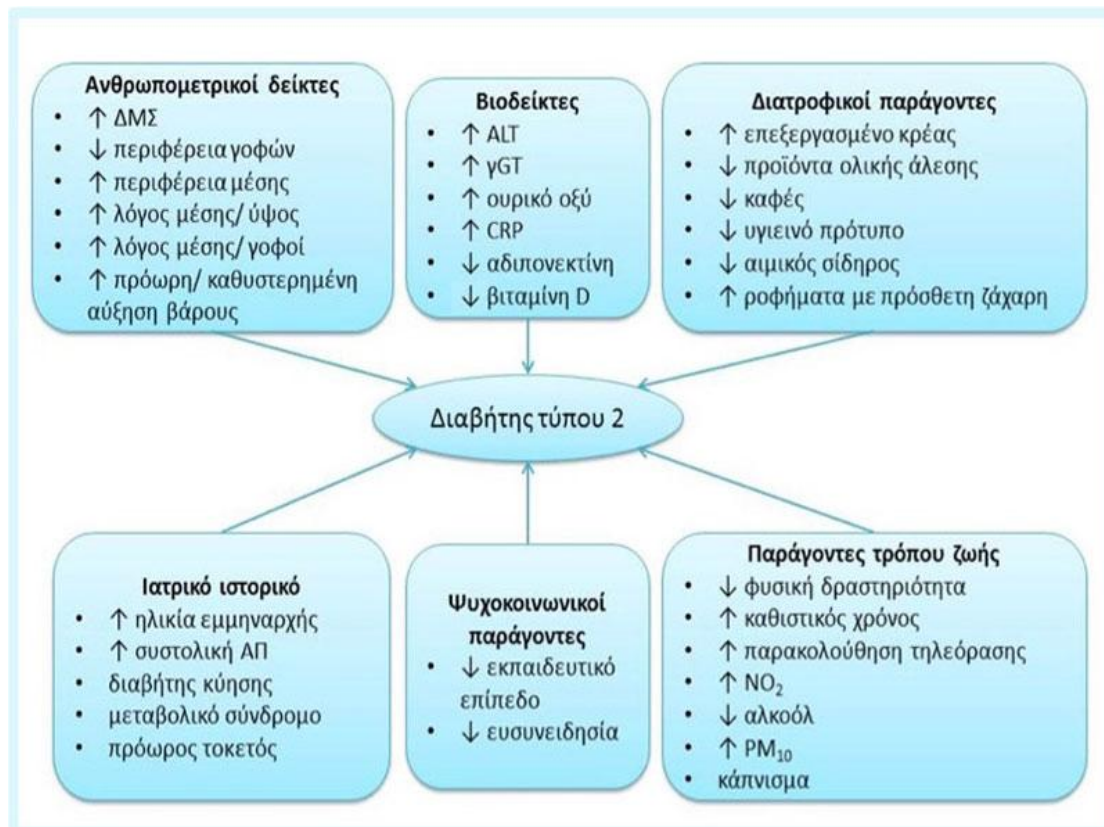 Ανθρωπομετρικοί δείκτες
• ↑ ΔΜΣ
• ↓ περιφέρεια γοφών
• ↑ περιφέρεια μέσης
• ↑ λόγος μέσης/ ύψος
• ↑ λόγος μέσης/ γοφοί
• ↑ πρόωρη/ καθυστερημένη
αύξηση βάρους
Βιοδείκτες
• ↑ ALT
• ↑ γGT
• ↑ ουρικό οξύ
• ↑ CRP
• ↓ αδιπονεκτίνη
• ↓ βιταμίνη D
Διατροφικοί παράγοντες
• ↑ επεξεργασμένο κρέας
• ↓ προϊόντα ολικής άλεσης
• ↓ καφές
• ↓ υγιεινό πρότυπο
• ↓ αιμικός σίδηρος
• ↑ ροφήματα με πρόσθετη ζάχαρη
Διαβήτης τύπου 2
Ιατρικό ιστορικό
• ↑ ηλικία εμμηναρχής
• ↑ συστολική ΑΠ
• διαβήτης κύησης
• μεταβολικό σύνδρομο
• πρόωρος τοκετός
Ψυχοκοινωνικοί
παράγοντες
• ↓ εκπαιδευτικό
επίπεδο
• ↓ ευσυνειδησία
Παράγοντες τρόπου ζωής
• ↓ φυσική δραστηριότητα
• ↑ καθιστικός χρόνος
• ↑ παρακολούθηση τηλεόρασης
• ↑ NO₂
• ↓ αλκοόλ
• ↑ PM₁₀
• κάπνισμα